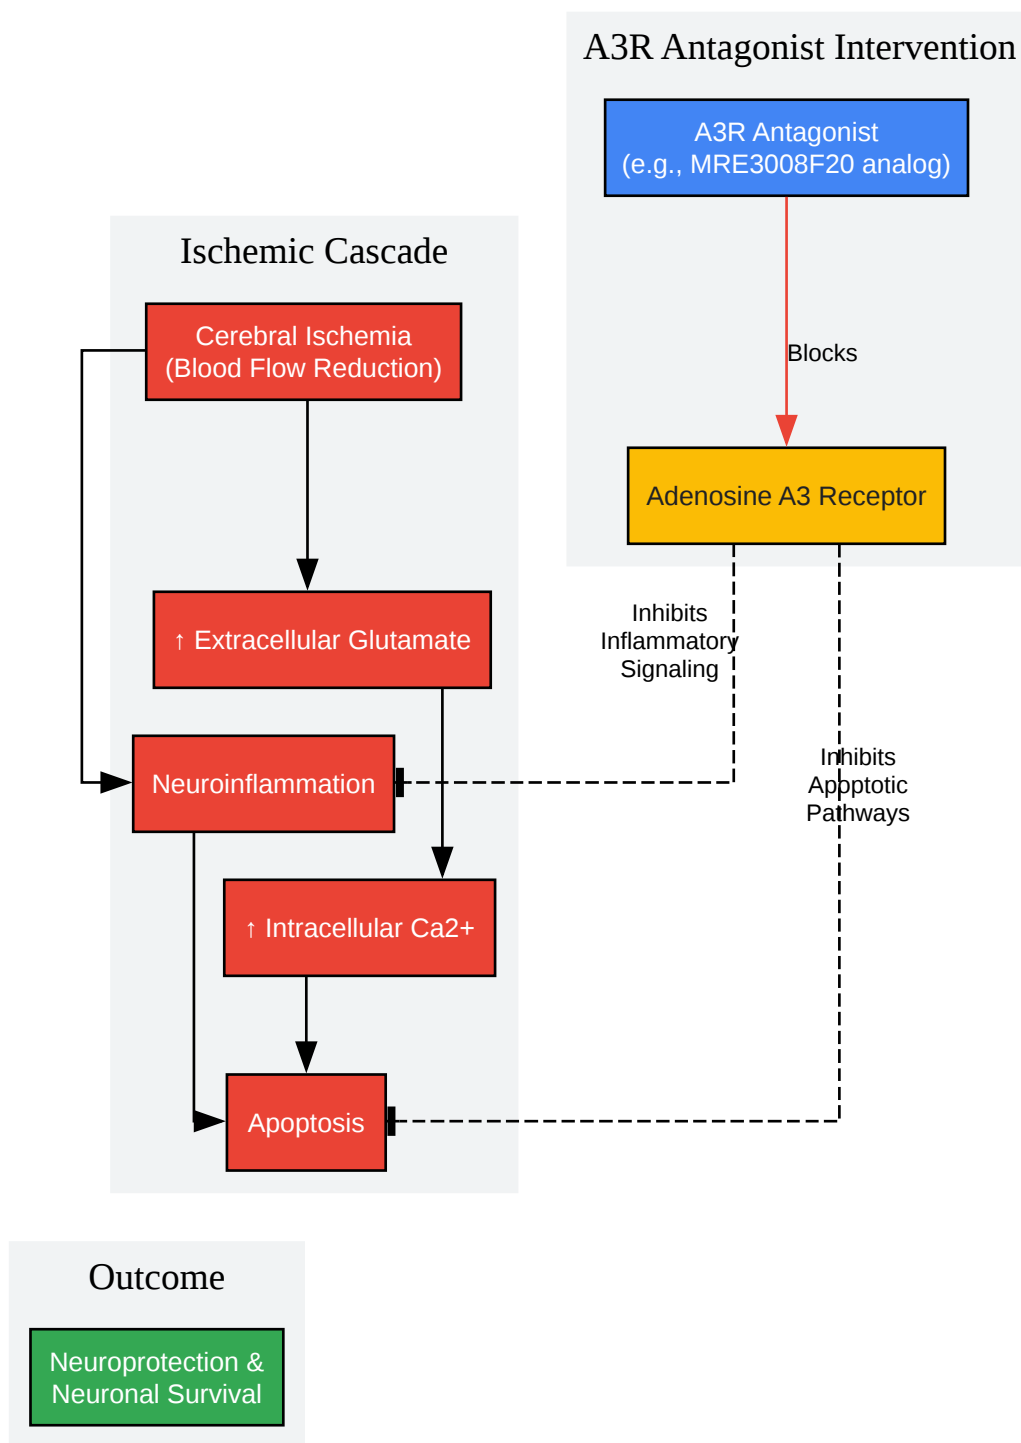 A3R Antagonist Intervention
A3R Antagonist
(e.g., MRE3008F20 analog)
Blocks
Adenosine A3 Receptor
Ischemic Cascade
Cerebral Ischemia
(Blood Flow Reduction)
↑ Extracellular Glutamate
Inhibits
Inflammatory
Signaling
Neuroinflammation
Inhibits
Apoptotic
Pathways
↑ Intracellular Ca2+
Apoptosis
Outcome
Neuroprotection &
Neuronal Survival